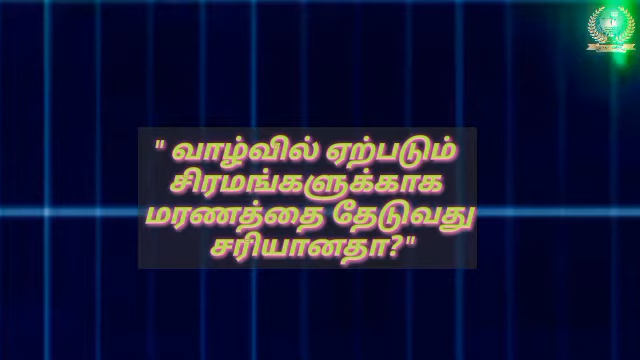 " வாழ்வில் ஏற்படும்
சிரமங்களுக்காக
மரணத்தை தேடுவது
சரியானதா?"